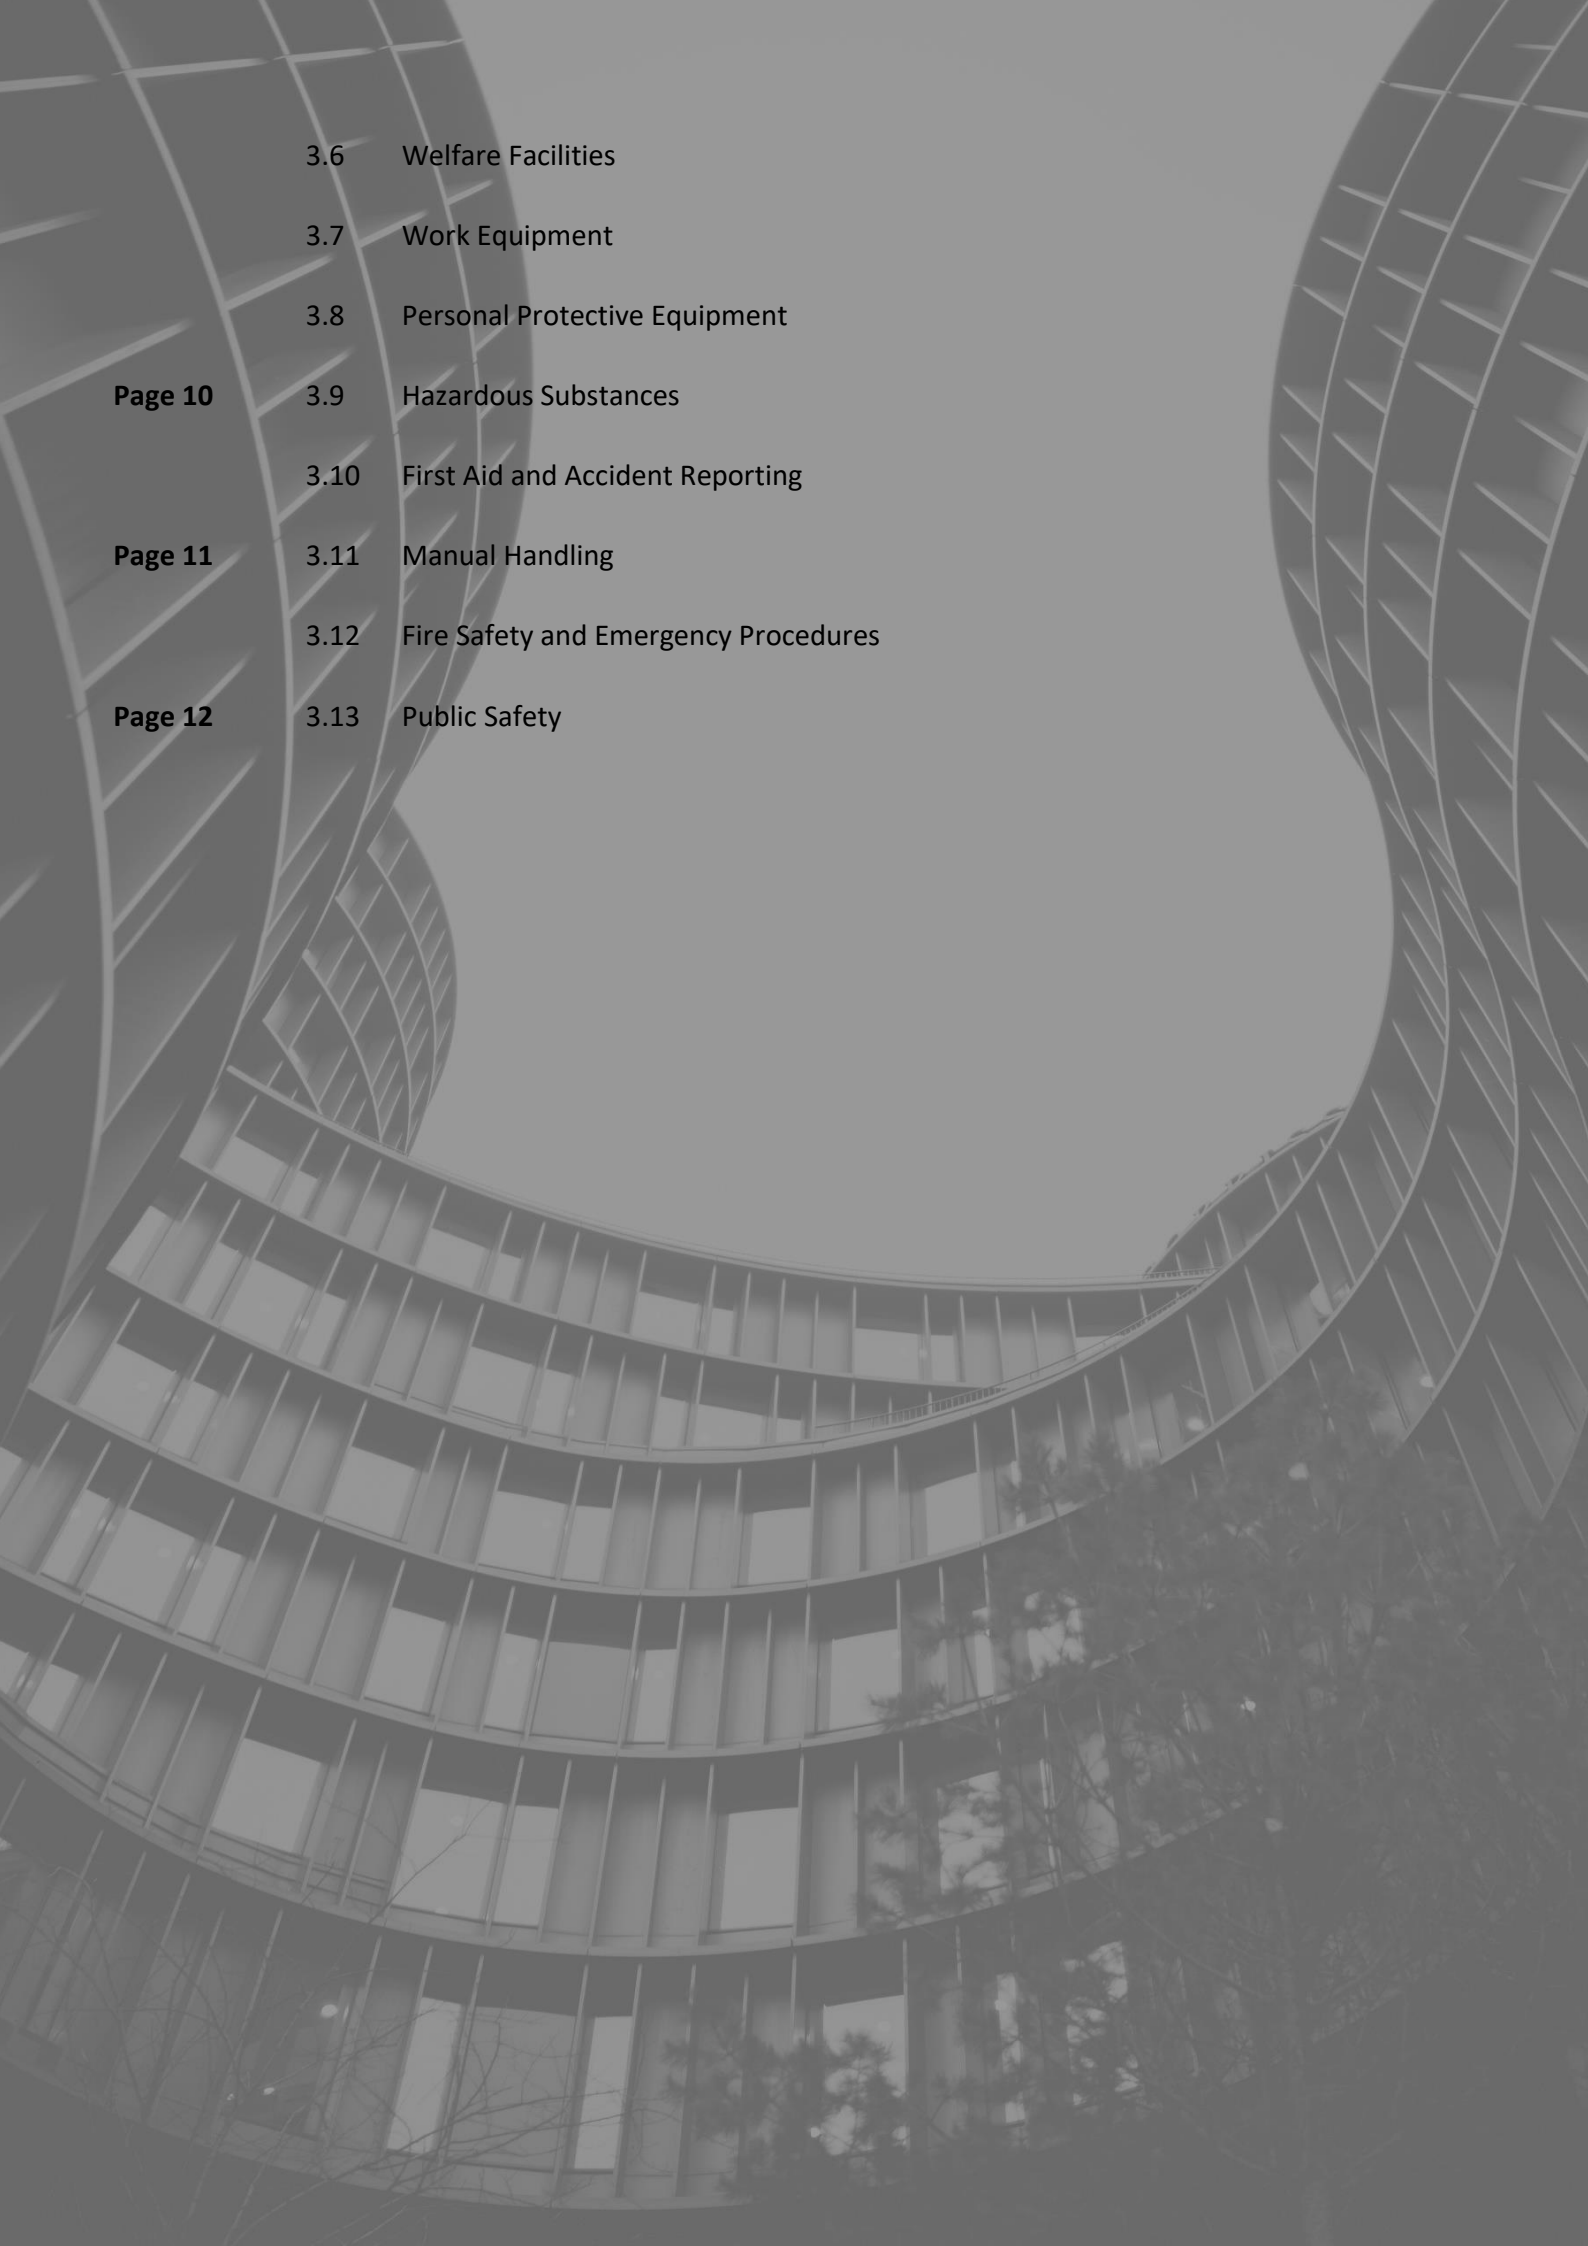 3.6 Welfare Facilities
3.7 Work Equipment
3.8 Personal Protective Equipment
Page 10 3.9 Hazardous Substances
3.10 First Aid and Accident Reporting
Page 11 3.11 Manual Handling
3.12 Fire Safety and Emergency Procedures
Page 12 3.13 Public Safety